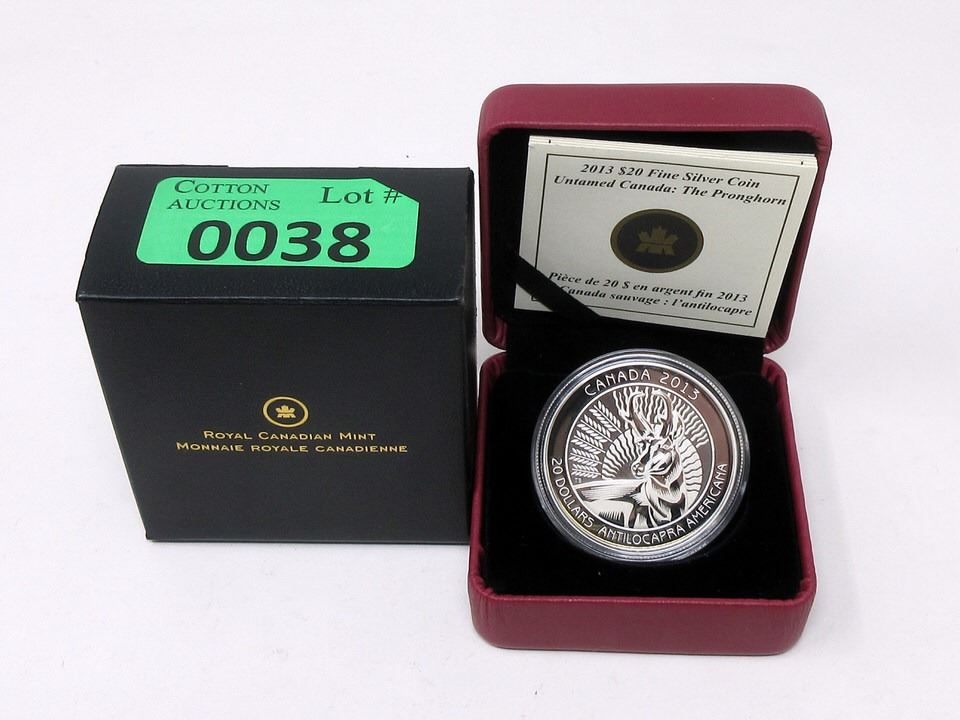 COTTON
AUCTIONS
Lot #
0038
ROYAL CANADIAN MINT
MONNAIE ROYALE CANADIENNE
2013 $20 Fine Silver Coin
Untamed Canada: The Pronghorn
Pièce de 20 $ en argent fin 2013
Canada sauvage : l'antilocapre
CANADA 2013
20 DOLLARS ANTILOCAPRA AMERICANA